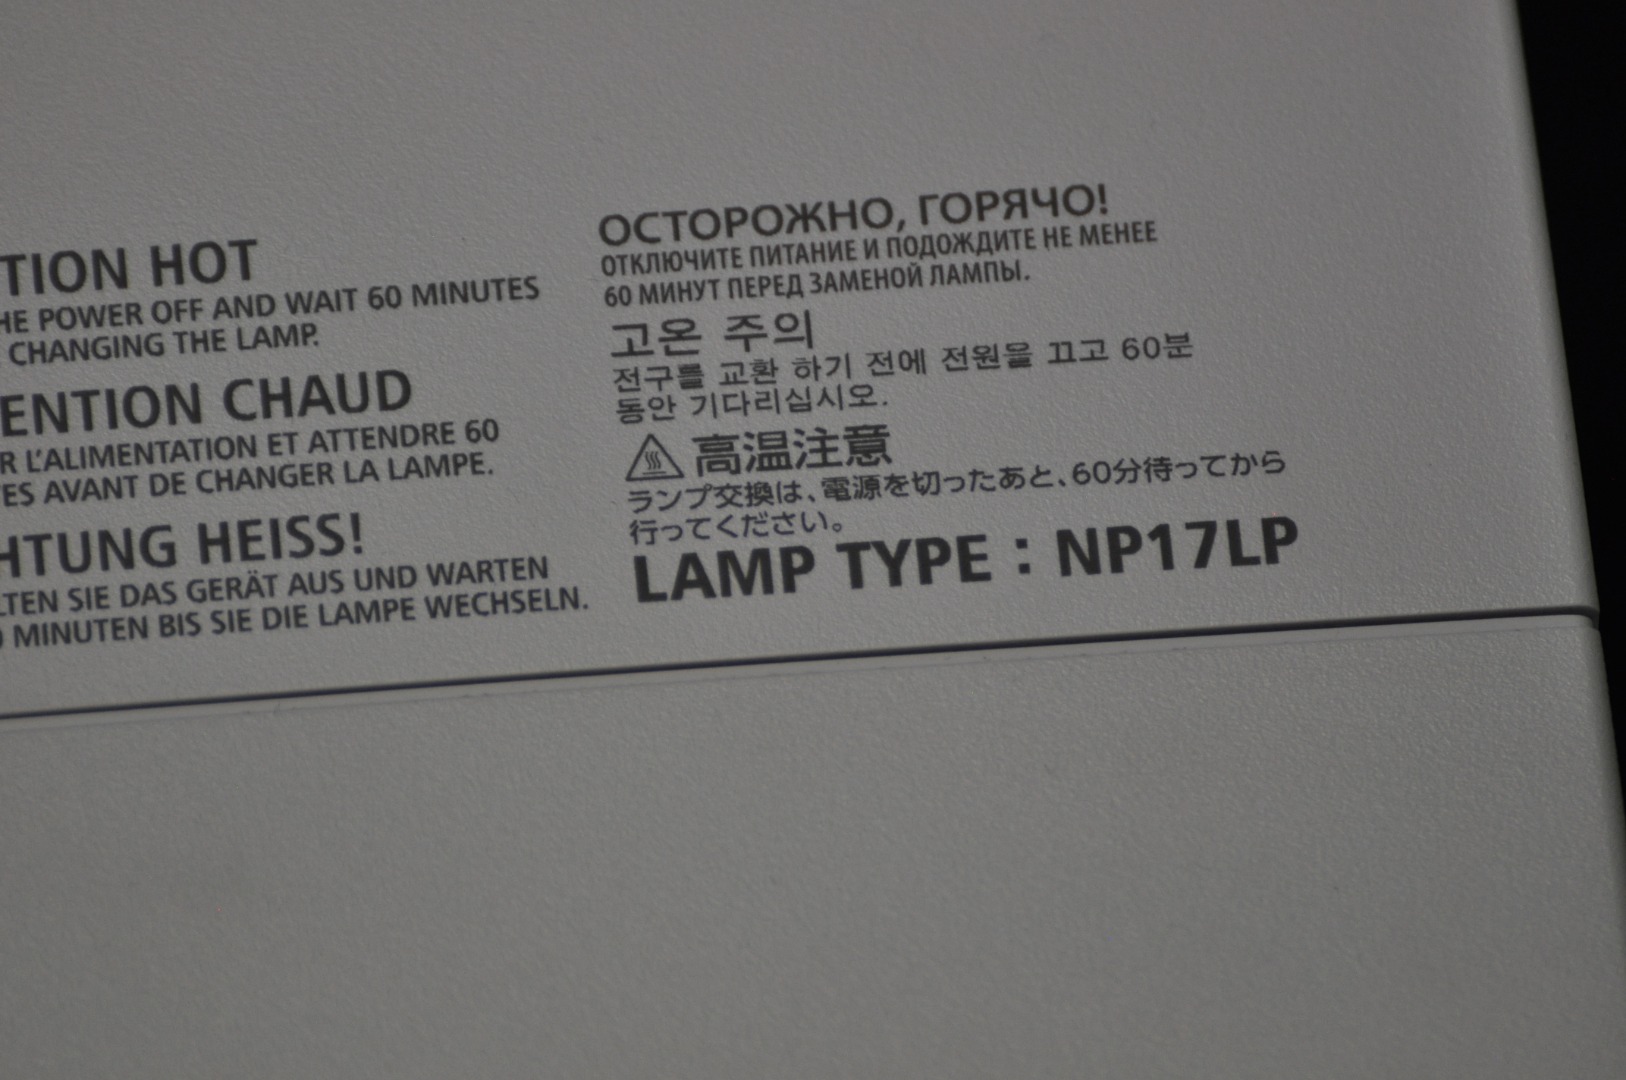 TION HOT
HE POWER OFF AND WAIT 60 MINUTES
CHANGING THE LAMP.
ENTION CHAUD
R L'ALIMENTATION ET ATTENDRE 60
ES AVANT DE CHANGER LA LAMPE.
HTUNG HEISS!
LTEN SIE DAS GERÄT AUS UND WARTEN
0 MINUTEN BIS SIE DIE LAMPE WECHSELN.
ОСТОРОЖНО, ГОРЯЧО!
ОТКЛЮЧИТЕ ПИТАНИЕ И ПОДОЖДИТЕ НЕ МЕНЕЕ
60 МИНУТ ПЕРЕД ЗАМЕНОЙ ЛАМПЫ.
고온 주의
전구를 교환 하기 전에 전원을 끄고 60분
동안 기다리십시오.
高温注意
ランプ交換は、電源を切ったあと、60分待ってから
行ってください。
LAMP TYPE : NP17LP